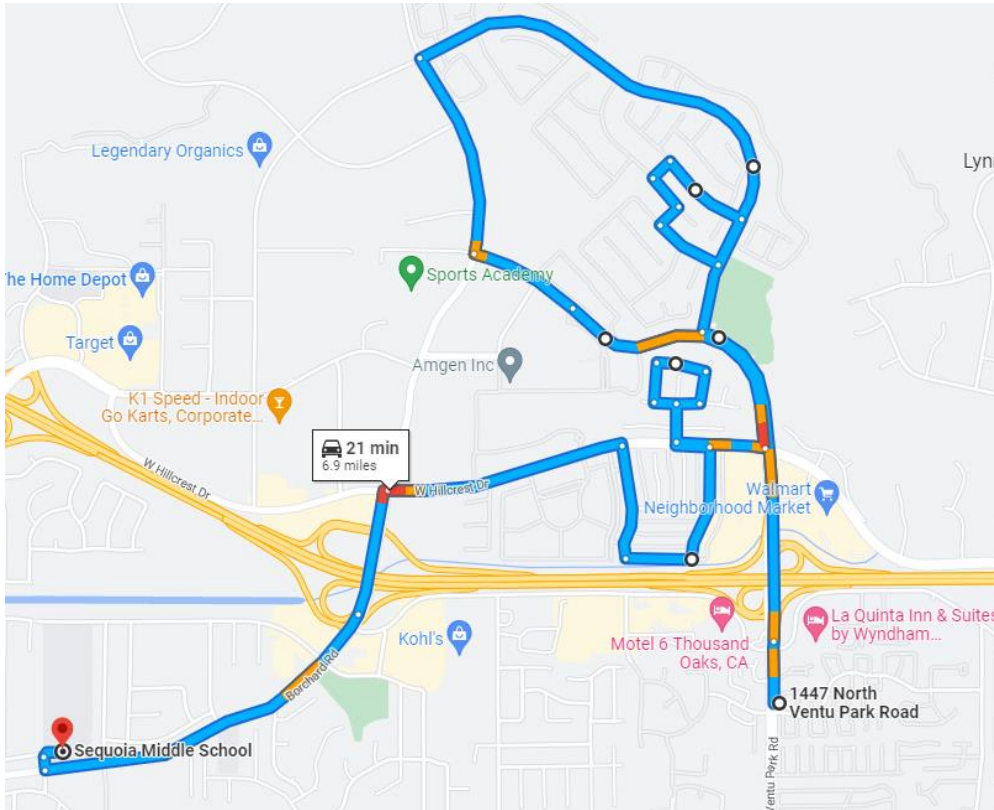 Lyn
Legendary Organics
The Home Depot
Sports Academy
Target
Amgen Inc
K1 Speed - Indoor
Go Karts, Corporate...
21 min
6.9 miles
W Hillcrest Dr
W Hillcrest Dr
Walmart
Neighborhood Market
Kohl's
Motel 6 Thousand
Oaks, CA
La Quinta Inn & Suites
by Wyndham...
Borchard Rd
1447 North
Ventu Park Road
Sequoia Middle School
Ventu Park Rd